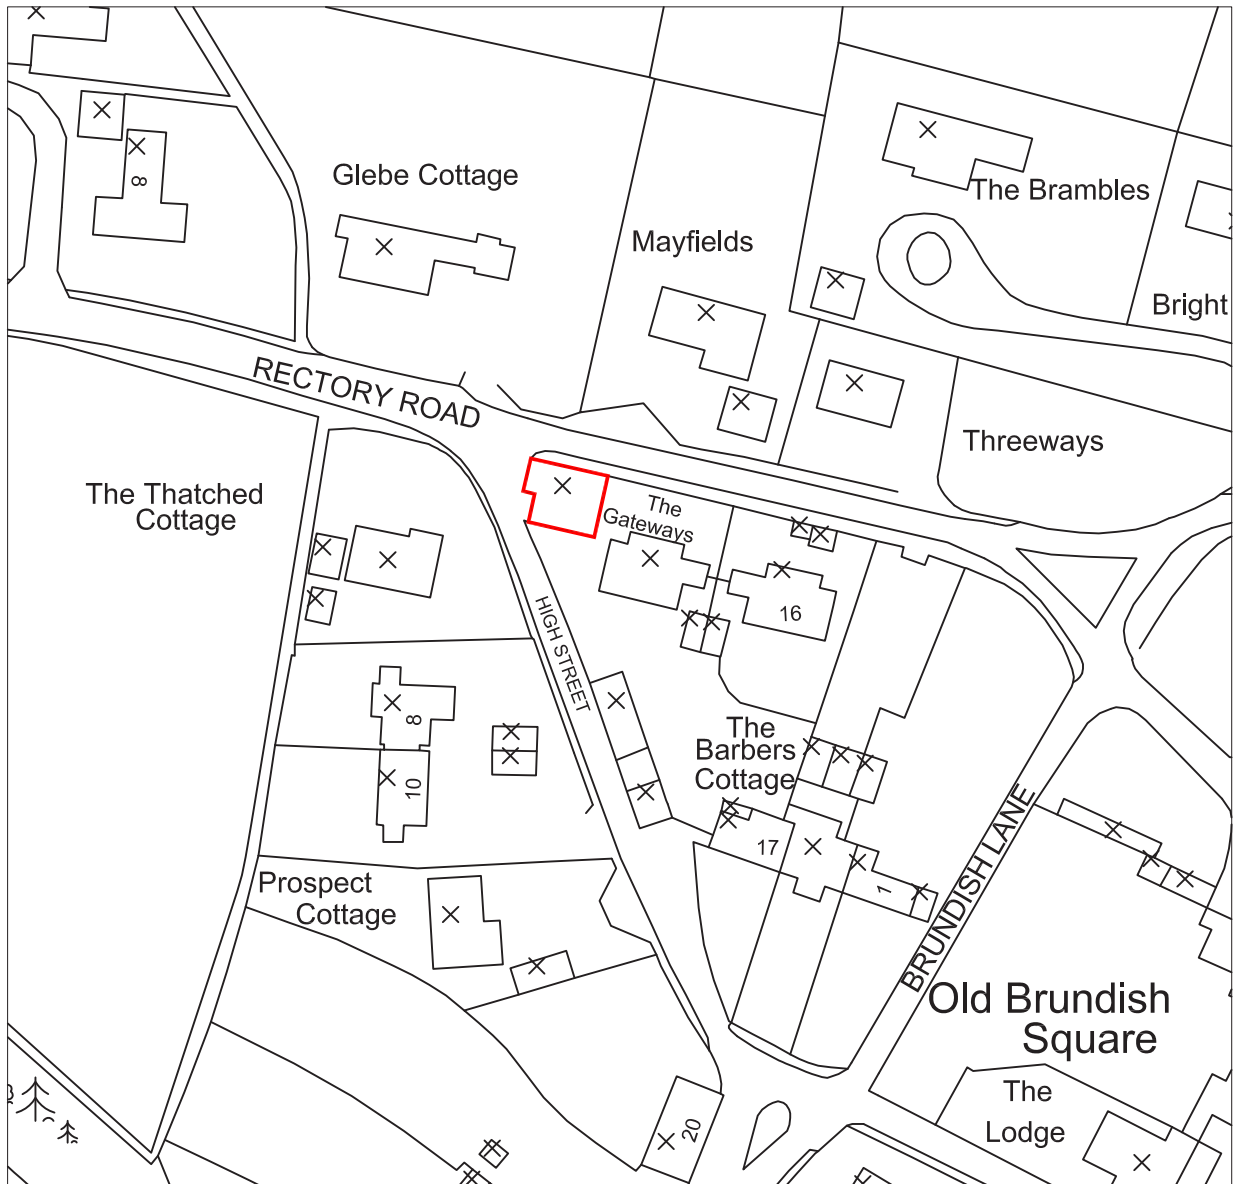 8
Glebe Cottage
The Brambles
Mayfields
Bright
RECTORY ROAD
Threeways
The Thatched
Cottage
The
Gateways
16
HIGH STREET
8
10
The
Barbers
Cottage
17
1
BRUNDISH LANE
Prospect
Cottage
Old Brundish
Square
The
Lodge
20